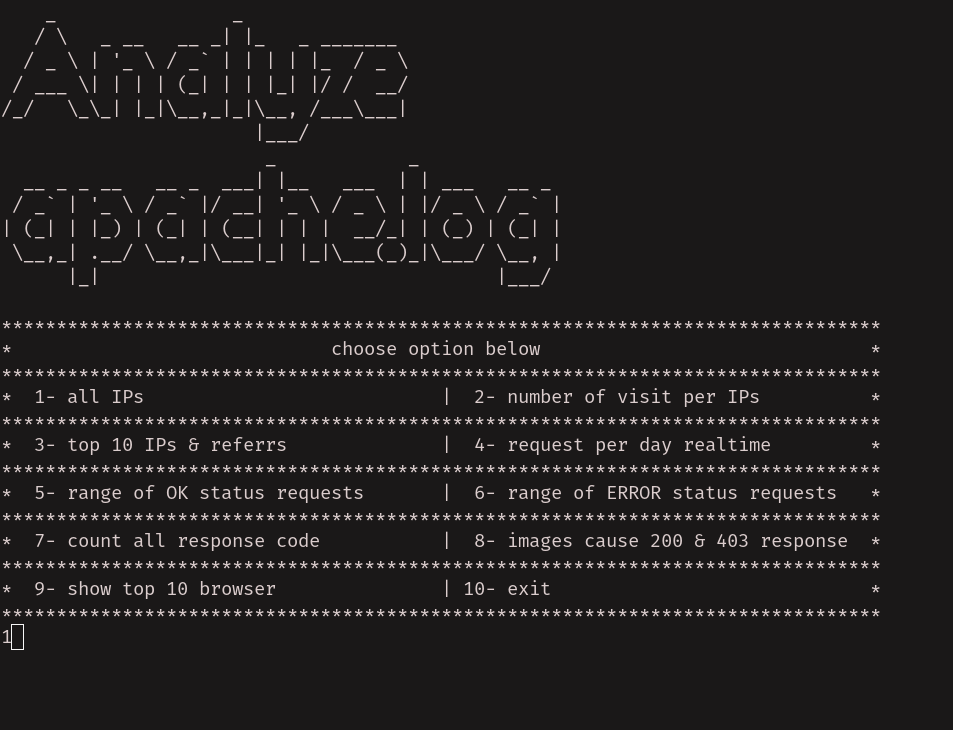 Analyze
apache.log
********************************************************************************
* choose option below *
********************************************************************************
* 1- all IPs | 2- number of visit per IPs *
********************************************************************************
* 3- top 10 IPs & referrs | 4- request per day realtime *
********************************************************************************
* 5- range of OK status requests | 6- range of ERROR status requests *
********************************************************************************
* 7- count all response code | 8- images cause 200 & 403 response *
********************************************************************************
* 9- show top 10 browser | 10- exit *
********************************************************************************
1